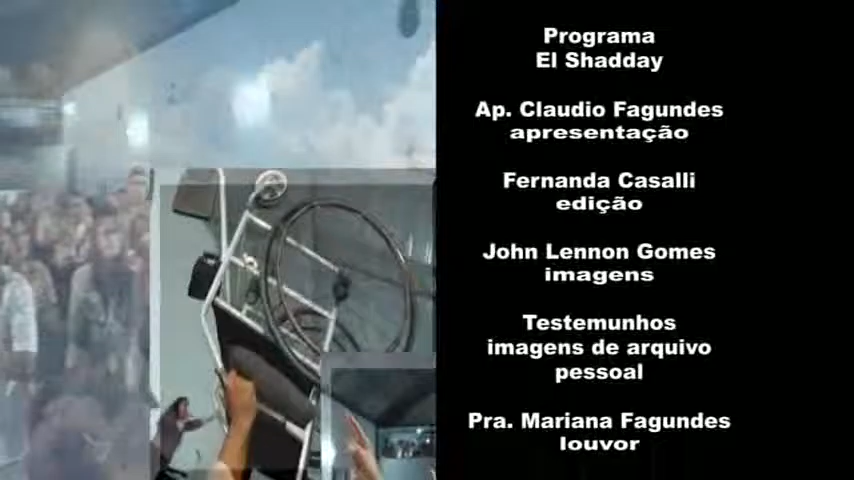 Programa
El Shadday
Ap. Claudio Fagundes
apresentação
Fernanda Casalli
edição
John Lennon Gomes
imagens
Testemunhos
imagens de arquivo
pessoal
Pra. Mariana Fagundes
louvor